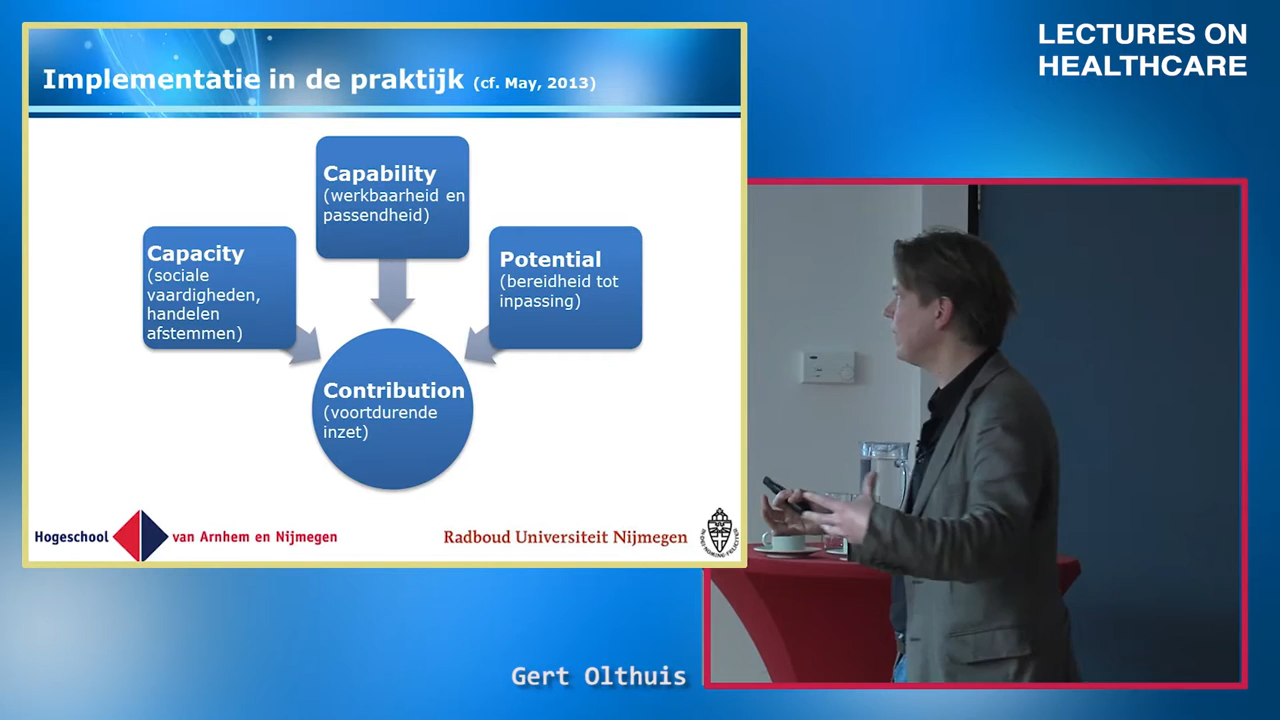 LECTURES ON
HEALTHCARE
Implementatie in de praktijk (cf. May, 2013)
Capability
(werkbaarheid en
passendheid)
Capacity
(sociale
vaardigheden,
handelen
afstemmen)
Potential
(bereidheid tot
inpassing)
Contribution
(voortdurende
inzet)
Hogeschool van Arnhem en Nijmegen
Radboud Universiteit Nijmegen
Gert Olthuis